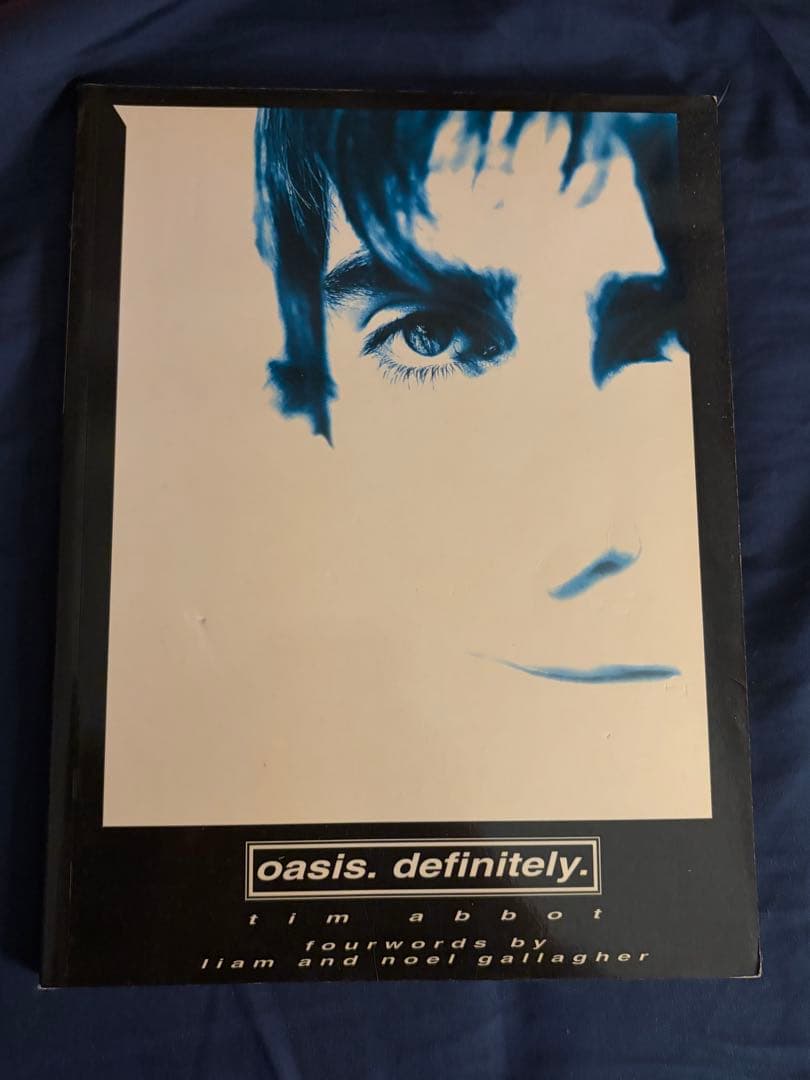 oasis. definitely.
tim abbot
fourwords by
liam and noel gallagher